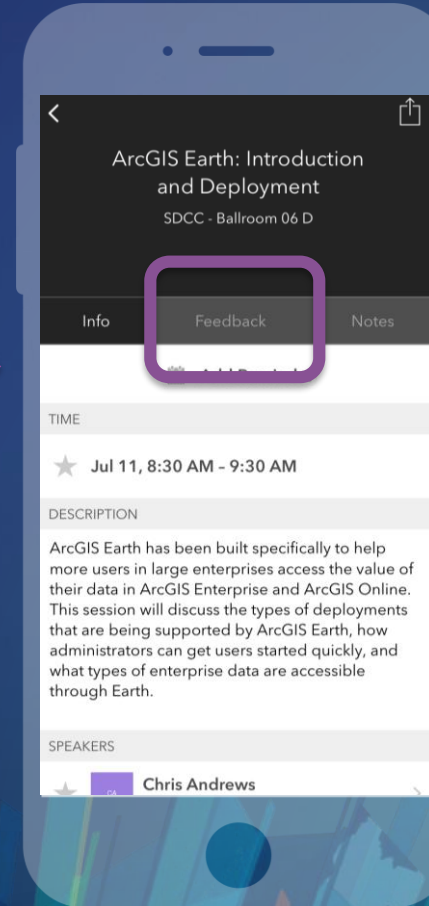 ArcGIS Earth: Introduction
and Deployment
SDCC - Ballroom 06 D
Info Feedback Notes
TIME
Jul 11, 8:30 AM – 9:30 AM
DESCRIPTION
ArcGIS Earth has been built specifically to help
more users in large enterprises access the value of
their data in ArcGIS Enterprise and ArcGIS Online.
This session will discuss the types of deployments
that are being supported by ArcGIS Earth, how
administrators can get users started quickly, and
what types of enterprise data are accessible
through Earth.
SPEAKERS
CA Chris Andrews